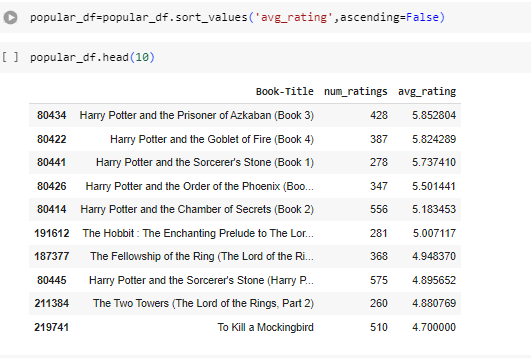 popular_df=popular_df.sort_values('avg_rating',ascending=False)
[ ] popular_df.head(10)
Book-Title num_ratings avg_rating
80434 Harry Potter and the Prisoner of Azkaban (Book 3) 428 5.852804
80422 Harry Potter and the Goblet of Fire (Book 4) 387 5.824289
80441 Harry Potter and the Sorcerer's Stone (Book 1) 278 5.737410
80426 Harry Potter and the Order of the Phoenix (Boo... 347 5.501441
80414 Harry Potter and the Chamber of Secrets (Book 2) 556 5.183453
191612 The Hobbit : The Enchanting Prelude to The Lor... 281 5.007117
187377 The Fellowship of the Ring (The Lord of the Ri... 368 4.948370
80445 Harry Potter and the Sorcerer's Stone (Harry P... 575 4.895652
211384 The Two Towers (The Lord of the Rings, Part 2) 260 4.880769
219741 To Kill a Mockingbird 510 4.700000